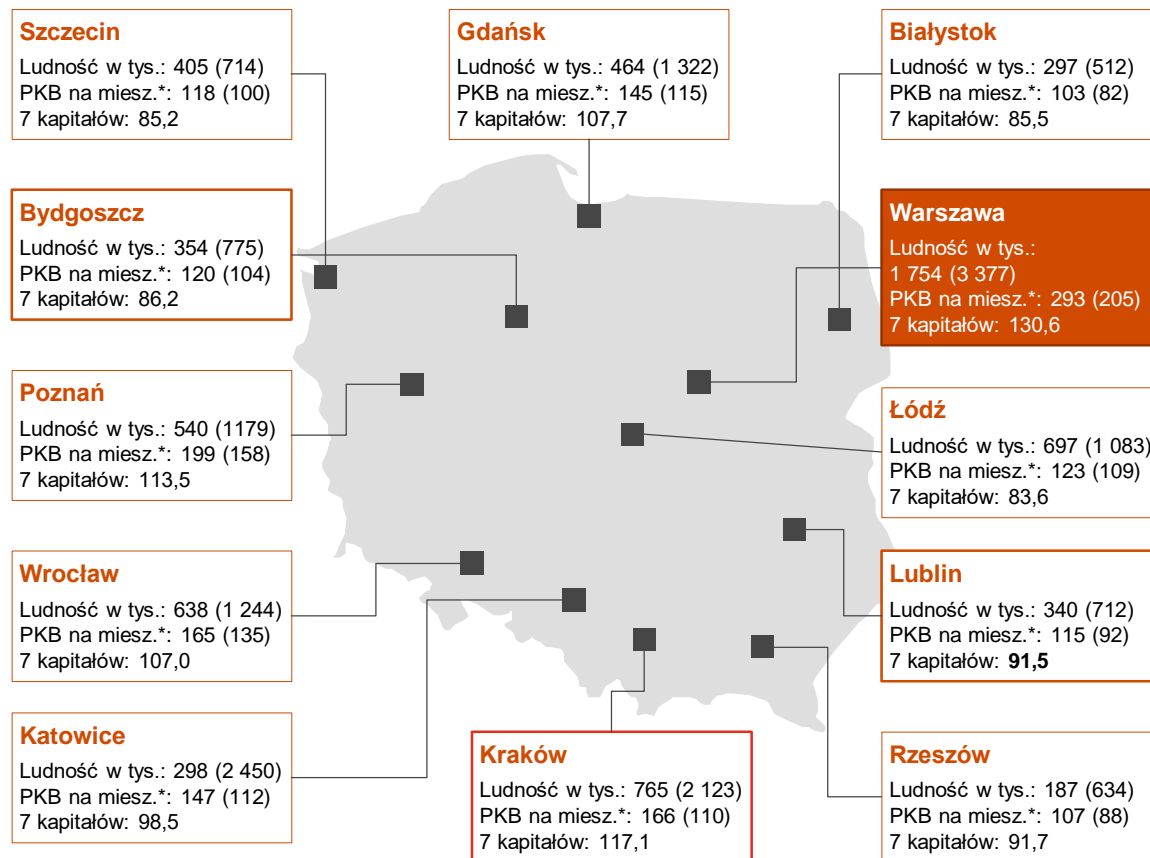 Szczecin
Ludność w tys.: 405 (714)
PKB na miesz.*: 118 (100)
7 kapitałów: 85,2
Gdańsk
Ludność w tys.: 464 (1 322)
PKB na miesz.*: 145 (115)
7 kapitałów: 107,7
Białystok
Ludność w tys.: 297 (512)
PKB na miesz.*: 103 (82)
7 kapitałów: 85,5
Bydgoszcz
Ludność w tys.: 354 (775)
PKB na miesz.*: 120 (104)
7 kapitałów: 86,2
Warszawa
Ludność w tys.:
1 754 (3 377)
PKB na miesz.*: 293 (205)
7 kapitałów: 130,6
Poznań
Ludność w tys.: 540 (1179)
PKB na miesz.*: 199 (158)
7 kapitałów: 113,5
Łódź
Ludność w tys.: 697 (1 083)
PKB na miesz.*: 123 (109)
7 kapitałów: 83,6
Wrocław
Ludność w tys.: 638 (1 244)
PKB na miesz.*: 165 (135)
7 kapitałów: 107,0
Lublin
Ludność w tys.: 340 (712)
PKB na miesz.*: 115 (92)
7 kapitałów: 91,5
Katowice
Ludność w tys.: 298 (2 450)
PKB na miesz.*: 147 (112)
7 kapitałów: 98,5
Kraków
Ludność w tys.: 765 (2 123)
PKB na miesz.*: 166 (110)
7 kapitałów: 117,1
Rzeszów
Ludność w tys.: 187 (634)
PKB na miesz.*: 107 (88)
7 kapitałów: 91,7